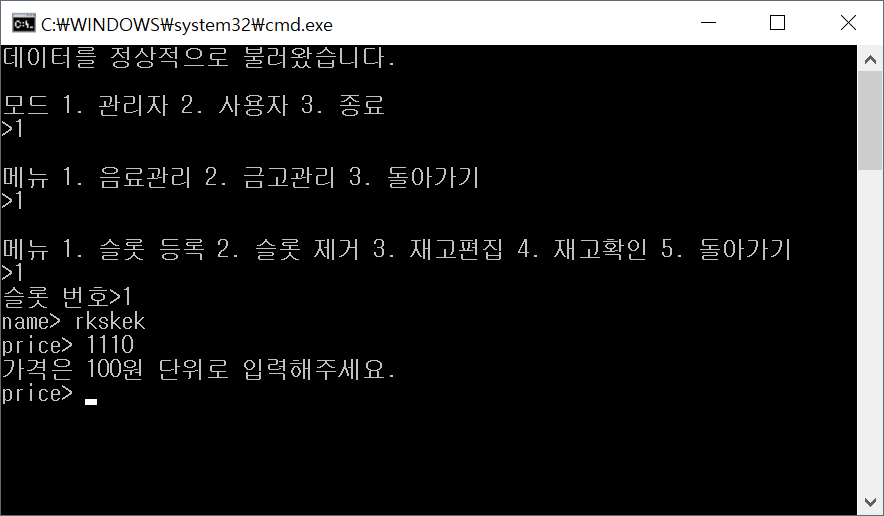 C:₩WINDOWS₩system32₩cmd.exe
데이터를 정상적으로 불러왔습니다.
모드 1. 관리자 2. 사용자 3. 종료
>1
메뉴 1. 음료관리 2. 금고관리 3. 돌아가기
>1
메뉴 1. 슬롯 등록 2. 슬롯 제거 3. 재고편집 4. 재고확인 5. 돌아가기
>1
슬롯 번호>1
name> rkskek
price> 1110
가격은 100원 단위로 입력해주세요.
price>